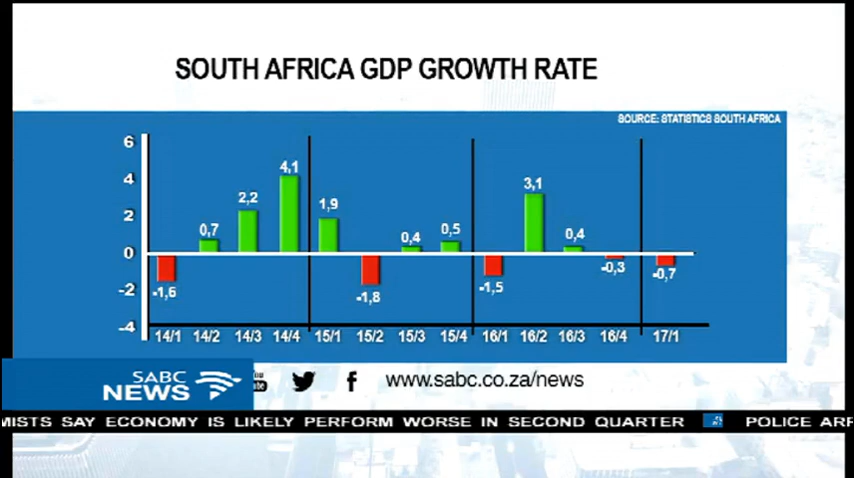 SOUTH AFRICA GDP GROWTH RATE
SOURCE: STATISTICS SOUTH AFRICA
6
4
2
0
-2
-4
-1,6
0,7
2,2
4,1
1,9
-1,8
0,4
0,5
-1,5
3,1
0,4
-0,3
-0,7
14/1 14/2 14/3 14/4 15/1 15/2 15/3 15/4 16/1 16/2 16/3 16/4 17/1
SABC
NEWS
www.sabc.co.za/news
MISTS SAY ECONOMY IS LIKELY PERFORM WORSE IN SECOND QUARTER POLICE ARR